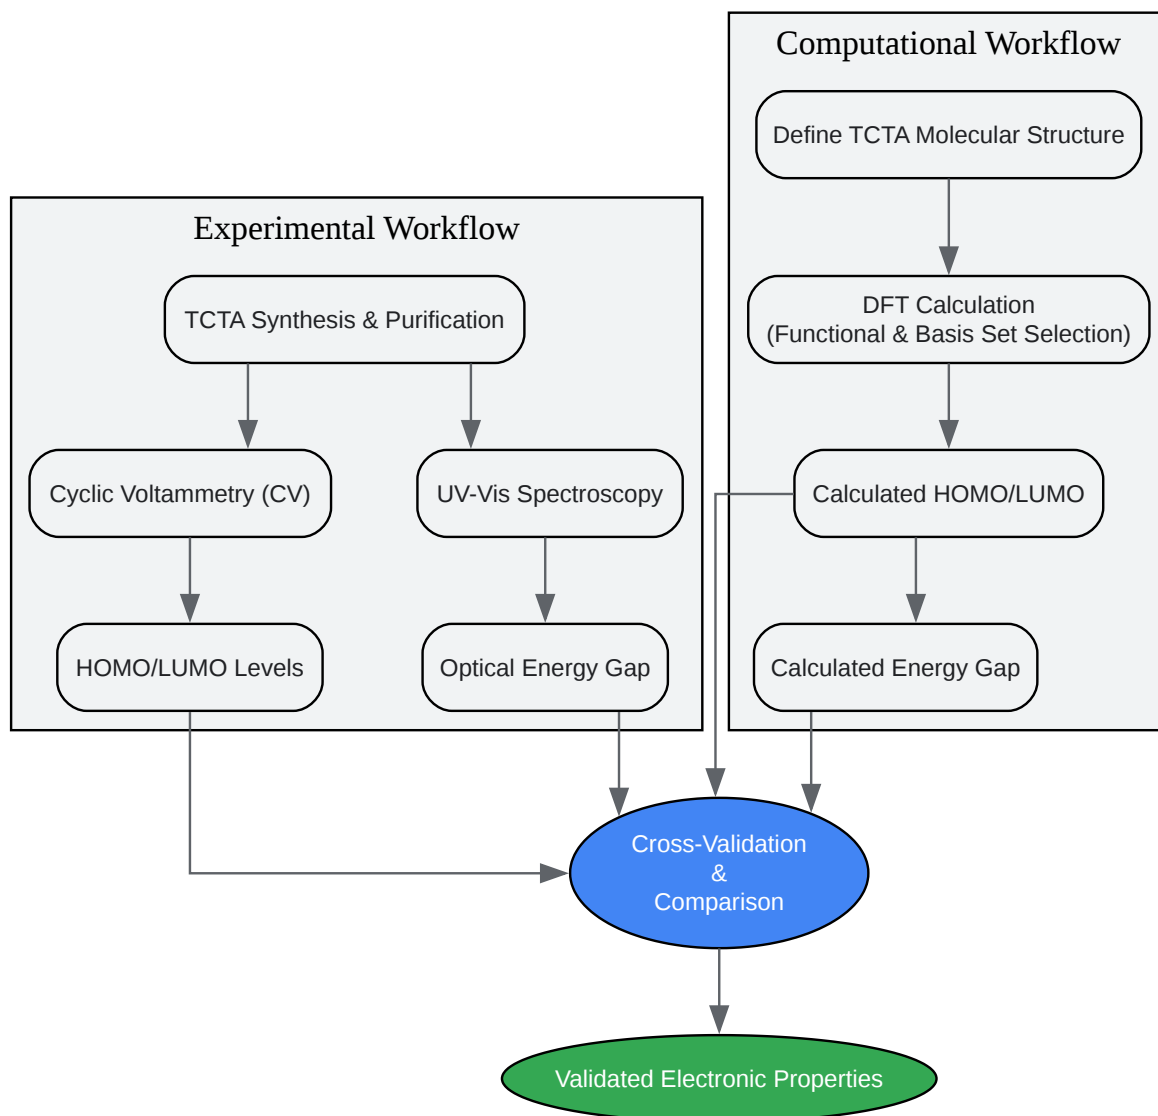 Computational Workflow
Define TCTA Molecular Structure
Experimental Workflow
TCTA Synthesis & Purification
DFT Calculation
(Functional & Basis Set Selection)
Cyclic Voltammetry (CV)
UV-Vis Spectroscopy
Calculated HOMO/LUMO
HOMO/LUMO Levels
Optical Energy Gap
Calculated Energy Gap
Cross-Validation
&
Comparison
Validated Electronic Properties